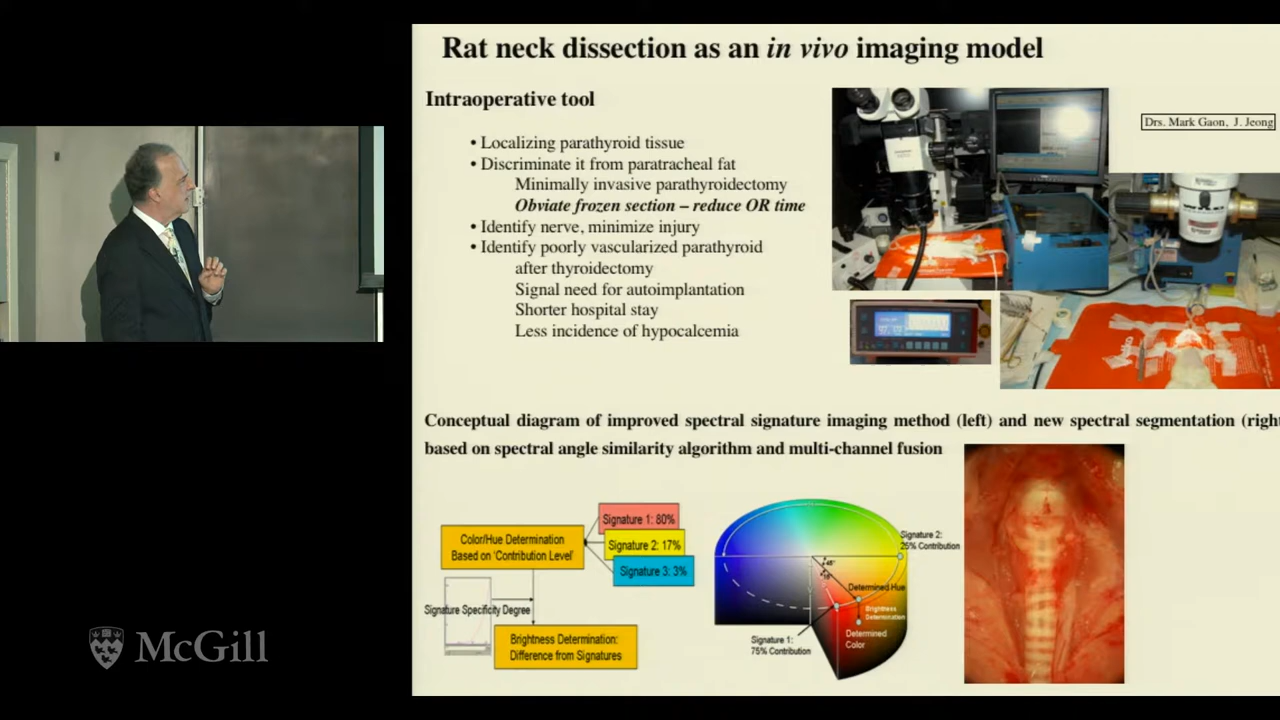 Rat neck dissection as an in vivo imaging model
Intraoperative tool
• Localizing parathyroid tissue
• Discriminate it from paratracheal fat
Minimally invasive parathyroidectomy
Obviate frozen section – reduce OR time
• Identify nerve, minimize injury
• Identify poorly vascularized parathyroid
after thyroidectomy
Signal need for autoimplantation
Shorter hospital stay
Less incidence of hypocalcemia
Drs. Mark Gaon, J. Jeong
Conceptual diagram of improved spectral signature imaging method (left) and new spectral segmentation (right
based on spectral angle similarity algorithm and multi-channel fusion
Color/Hue Determination
Based on 'Contribution Level'
Signature 1: 80%
Signature 2: 17%
Signature 3: 3%
Signature Specificity Degree
Brightness Determination:
Difference from Signatures
Signature 2:
25% Contribution
Determined Hue
Brightness
Determination
Determined
Color
Signature 1:
75% Contribution
McGill